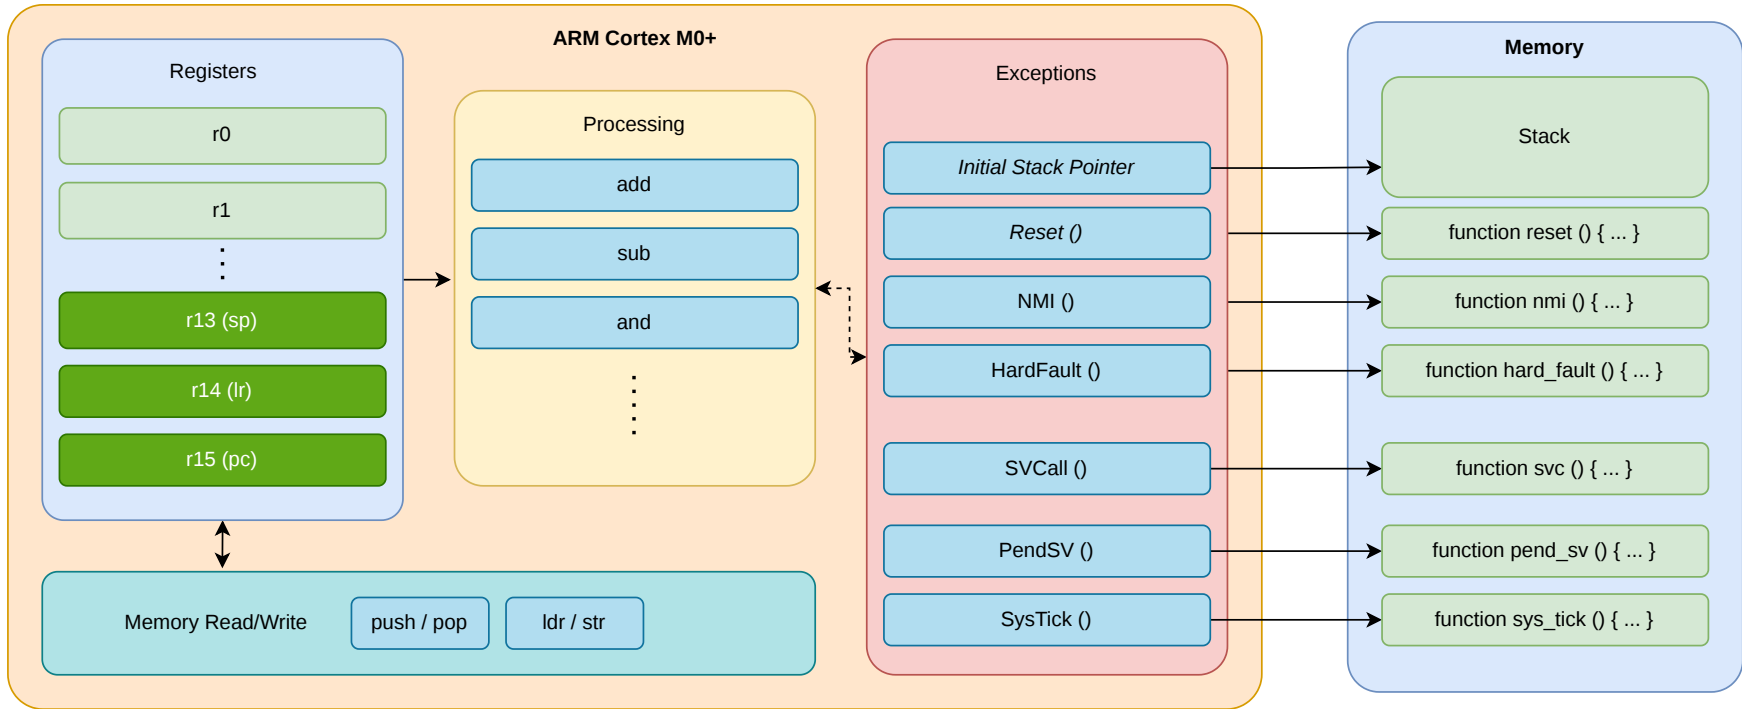 ARM Cortex M0+
Registers
r0
r1
r13 (sp)
r14 (lr)
r15 (pc)
Processing
add
sub
and
Memory Read/Write
push / pop
ldr / str
Exceptions
Initial Stack Pointer
Reset ()
NMI ()
HardFault ()
SVCall ()
PendSV ()
SysTick ()
Memory
Stack
function reset () { ... }
function nmi () { ... }
function hard_fault () { ... }
function svc () { ... }
function pend_sv () { ... }
function sys_tick () { ... }